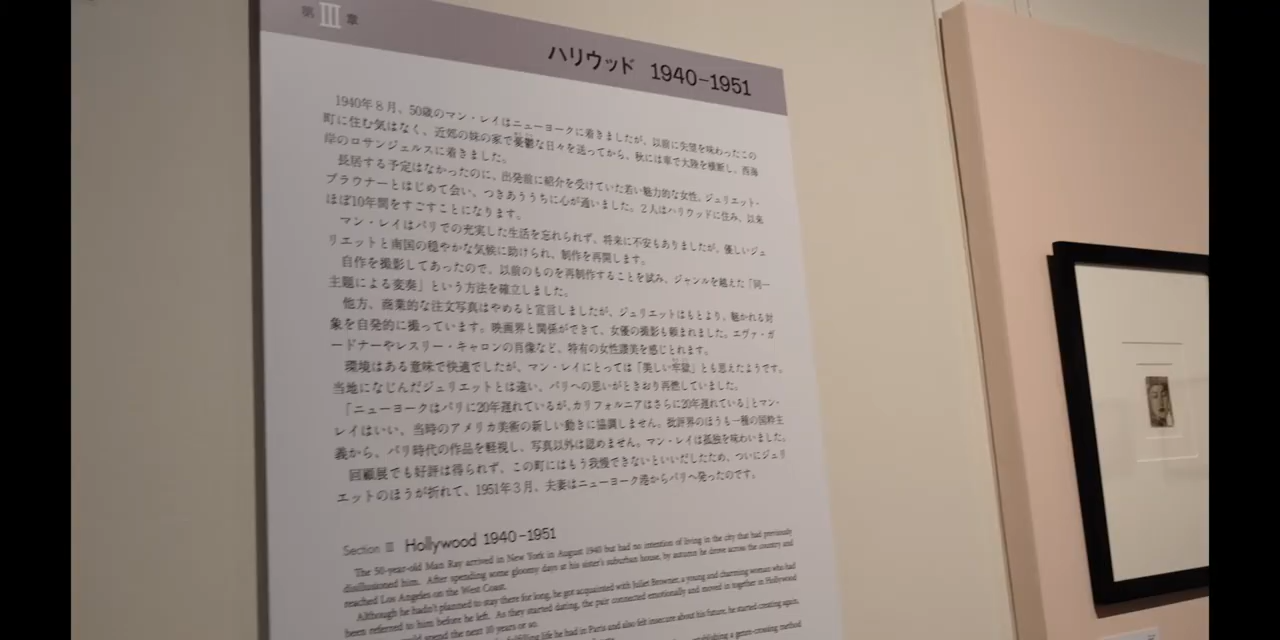 第 III 章
ハリウッド 1940-1951
1940年8月、50歳のマン・レイはニューヨークに着きましたが、以前に失望を味わったこの
町に住む気はなく、近郊の妹の家で憂鬱な日々を送ってから、秋には車で大陸を横断し、西海
岸のロサンジェルスに着きました。
長居する予定はなかったのに、出発前に紹介を受けていた若い魅力的な女性、ジュリエット・
ブラウナーとはじめて会い、つきあううちに心が通いました。2人はハリウッドに住み、以来
ほぼ10年間をすごすことになります。
マン・レイはパリでの充実した生活を忘れられず、将来に不安もありましたが、優しいジュ
リエットと南国の穏やかな気候に助けられ、制作を再開します。
自作を撮影してあったので、以前のものを再制作することを試み、ジャンルを越えた「同一
主題による変奏」という方法を確立しました。
他方、商業的な注文写真はやめると宣言しましたが、ジュリエットはもとより、魅かれる対
象を自発的に撮っています。映画界と関係ができて、女優の撮影も頼まれました。エヴァ・ガ
ードナーやレスリー・キャロンの肖像など、特有の女性讃美を感じとれます。
環境はある意味で快適でしたが、マン・レイにとっては「美しい牢獄」とも思えたようです。
当地になじんだジュリエットとは違い、パリへの思いがときおり再燃していました。
「ニューヨークはパリに20年遅れているが、カリフォルニアはさらに20年遅れている」とマン・
レイはいい、当時のアメリカ美術の新しい動きに協調しません。批評界のほうも一種の国粋主
義から、パリ時代の作品を軽視し、写真以外は認めません。マン・レイは孤独を味わいました。
回顧展でも好評は得られず、この町にはもう我慢できないといいだしたため、ついにジュリ
エットのほうが折れて、1951年3月、夫妻はニューヨーク港からパリへ発ったのです。
Section III Hollywood 1940-1951
The 50-year-old Man Ray arrived in New York in August 1940 but had no intention of living in the city that had previously
disillusioned him. After spending some gloomy days at his sister's suburban house, by autumn he drove across the country and
reached Los Angeles on the West Coast.
Although he hadn't planned to stay there for long, he got acquainted with Juliet Browner, a young and charming woman who had
been referred to him before he left. As they started dating, the pair connected emotionally and moved in together in Hollywood
would spend the next 10 years or so.
fulfilling life he had in Paris and also felt insecure about his future, he started creating again.
establishing a genre-crossing method